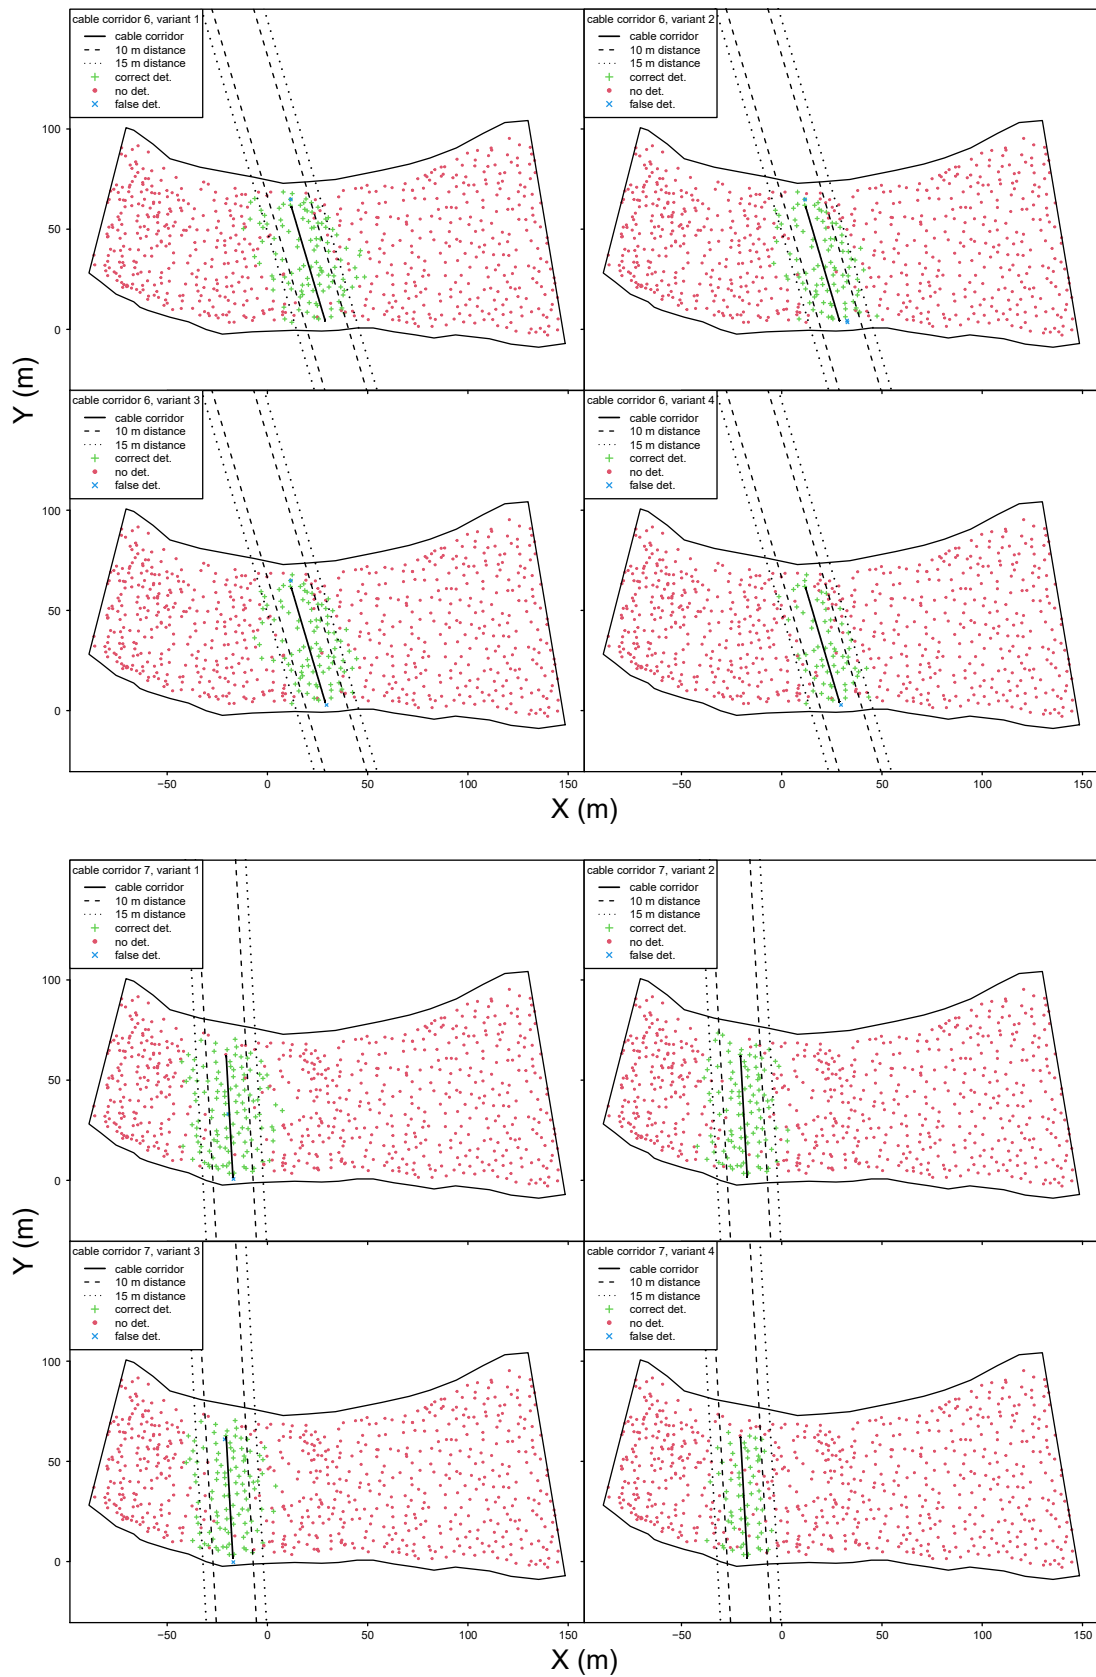 cable corridor 6, variant 1
cable corridor
10 m distance
15 m distance
correct det.
no det.
false det.
cable corridor 6, variant 2
cable corridor
10 m distance
15 m distance
correct det.
no det.
false det.
100
50
0
cable corridor 6, variant 3
cable corridor
10 m distance
15 m distance
correct det.
no det.
false det.
cable corridor 6, variant 4
cable corridor
10 m distance
15 m distance
correct det.
no det.
false det.
100
50
0
Y (m)
−50 0 50 100 150 −50 0 50 100 150
X (m)
cable corridor 7, variant 1
cable corridor
10 m distance
15 m distance
correct det.
no det.
false det.
cable corridor 7, variant 2
cable corridor
10 m distance
15 m distance
correct det.
no det.
false det.
100
50
0
cable corridor 7, variant 3
cable corridor
10 m distance
15 m distance
correct det.
no det.
false det.
cable corridor 7, variant 4
cable corridor
10 m distance
15 m distance
correct det.
no det.
false det.
100
50
0
Y (m)
−50 0 50 100 150 −50 0 50 100 150
X (m)